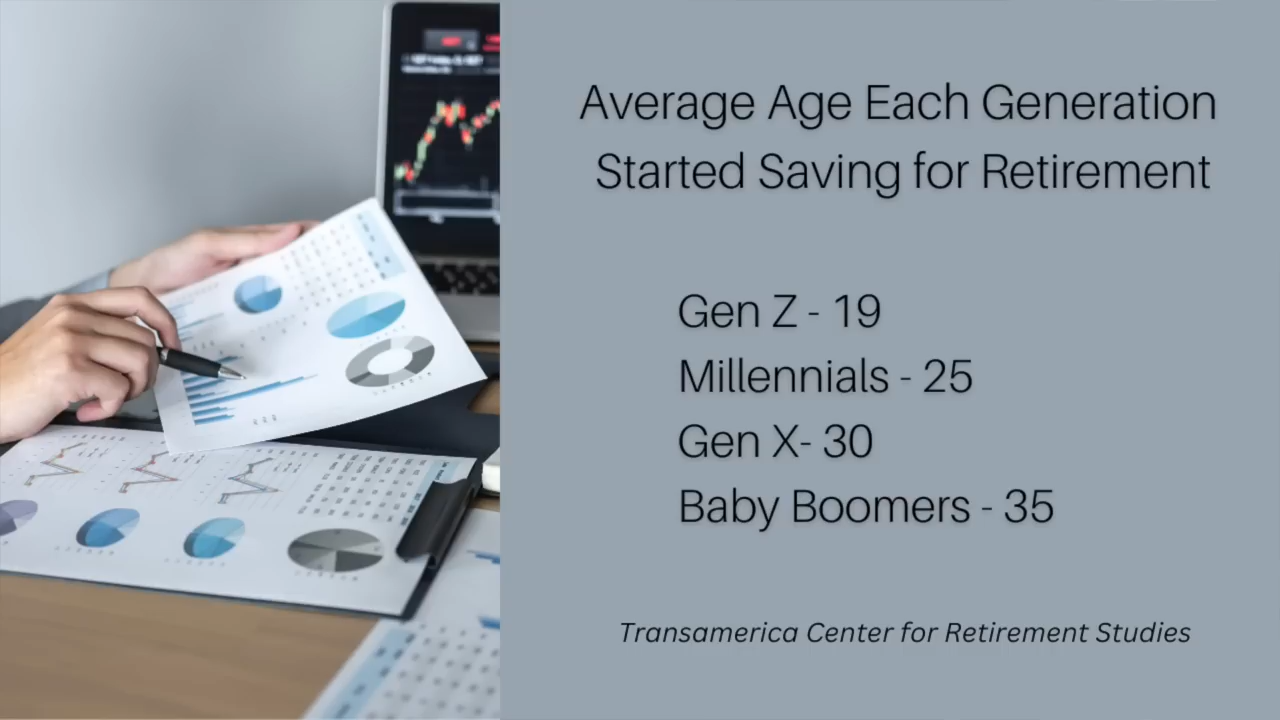 Average Age Each Generation
Started Saving for Retirement
Gen Z - 19
Millennials - 25
Gen X- 30
Baby Boomers - 35
Transamerica Center for Retirement Studies